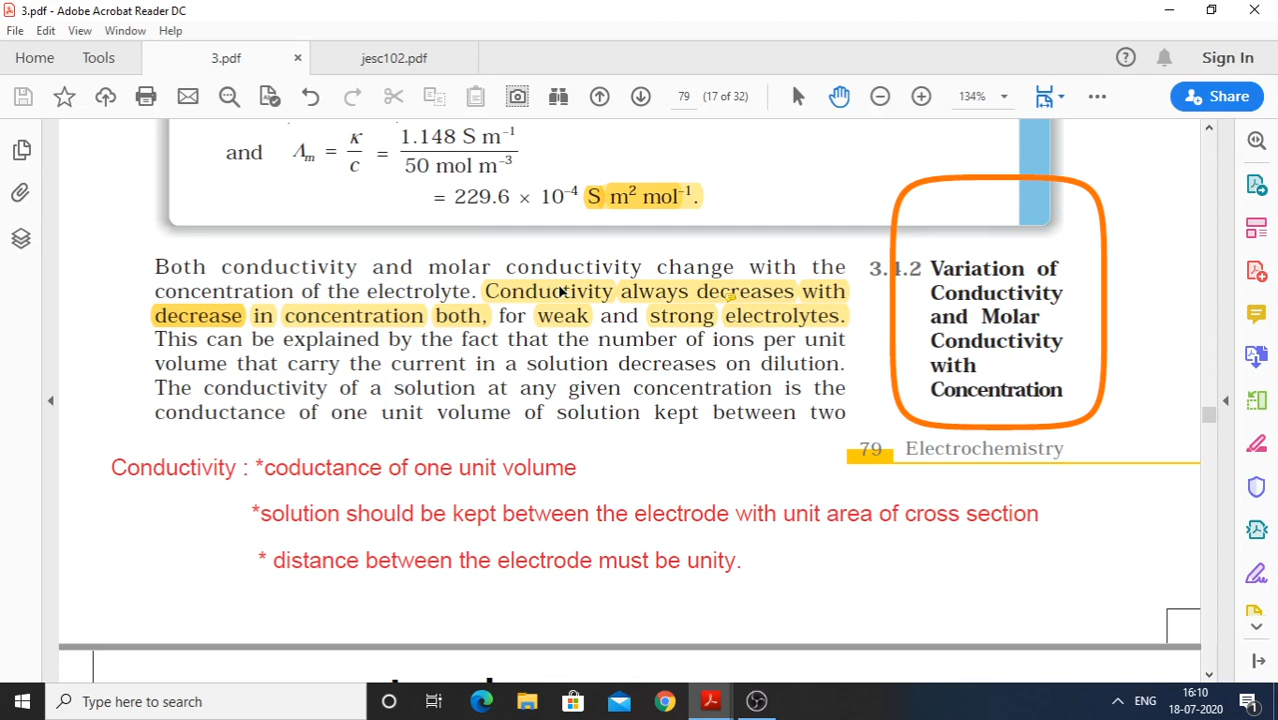 3.pdf - Adobe Acrobat Reader DC
File Edit View Window Help
Home Tools 3.pdf × jesc102.pdf Sign In
79 (17 of 32) 134% Share
and Λm = κ/c = 1.148 S m⁻¹ / 50 mol m⁻³
= 229.6 × 10⁻⁴ S m² mol⁻¹.
Both conductivity and molar conductivity change with the
concentration of the electrolyte. Conductivity always decreases with
decrease in concentration both, for weak and strong electrolytes.
This can be explained by the fact that the number of ions per unit
volume that carry the current in a solution decreases on dilution.
The conductivity of a solution at any given concentration is the
conductance of one unit volume of solution kept between two
3.4.2 Variation of
Conductivity
and Molar
Conductivity
with
Concentration
79 Electrochemistry
Conductivity : *coductance of one unit volume
*solution should be kept between the electrode with unit area of cross section
* distance between the electrode must be unity.
Type here to search
ENG
16:10
18-07-2020
1